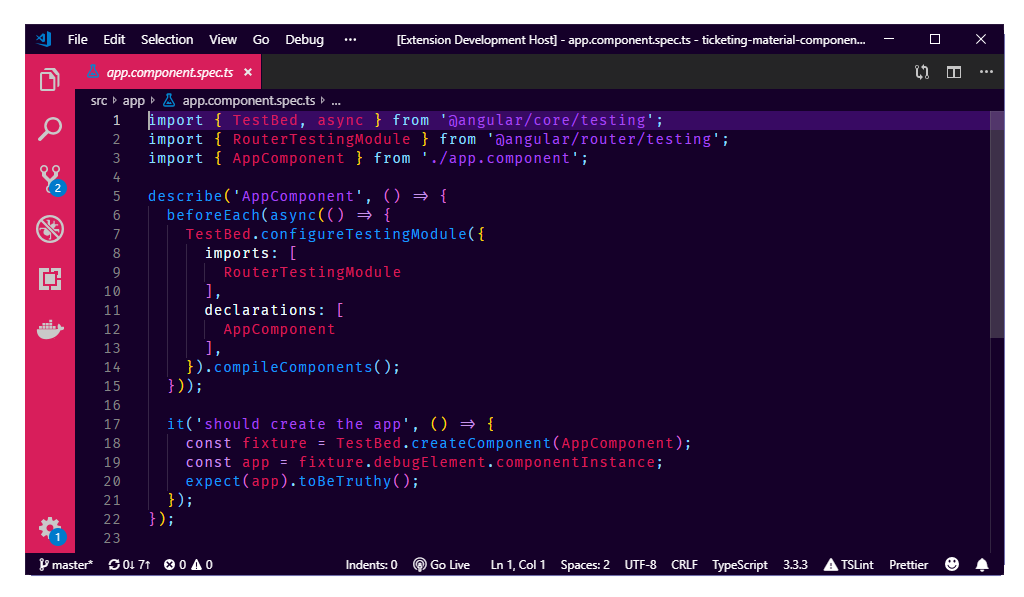 File Edit Selection View Go Debug ··· [Extension Development Host] - app.component.spec.ts - ticketing-material-componen...
app.component.spec.ts ×
src › app › app.component.spec.ts › ...
1 import { TestBed, async } from '@angular/core/testing';
2 import { RouterTestingModule } from '@angular/router/testing';
3 import { AppComponent } from './app.component';
4
5 describe('AppComponent', () => {
6   beforeEach(async(() => {
7     TestBed.configureTestingModule({
8       imports: [
9         RouterTestingModule
10       ],
11       declarations: [
12         AppComponent
13       ],
14     }).compileComponents();
15   }));
16
17   it('should create the app', () => {
18     const fixture = TestBed.createComponent(AppComponent);
19     const app = fixture.debugElement.componentInstance;
20     expect(app).toBeTruthy();
21   });
22 });
23
2
1
master* 0↓ 7↑ 0 0 Indents: 0 Go Live Ln 1, Col 1 Spaces: 2 UTF-8 CRLF TypeScript 3.3.3 TSLint Prettier